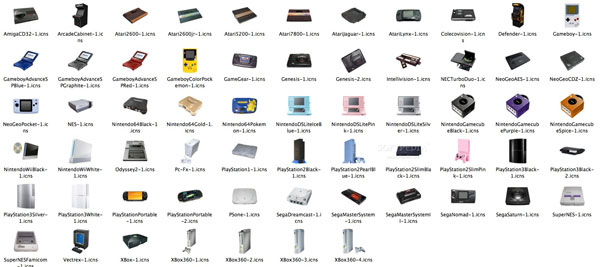 AmigaCD32-1.icns ArcadeCabinet-1.icns Atari2600-1.icns Atari2600jr-1.icns Atari5200-1.icns Atari7800-1.icns AtariJaguar-1.icns AtariLynx-1.icns Colecovision-1.icns Defender-1.icns Gameboy-1.icns
GameboyAdvanceS GameboyAdvanceS GameboyAdvanceS GameboyColorPock GameGear-1.icns Genesis-1.icns Genesis-2.icns Intellivision-1.icns NECTurboDuo-1.icns NeoGeoAES-1.icns NeoGeoCDZ-1.icns
PBlue-1.icns PGraphite-1.icns PRed-1.icns emon-1.icns
NeoGeoPocket-1.icns NES-1.icns Nintendo64Black-1.icns Nintendo64Gold-1.icns Nintendo64Pokemon-1.icns NintendoDSLiteIceBlue-1.icns NintendoDSLitePink-1.icns NintendoDSLiteSilver-1.icns NintendoGamecubeBlack-1.icns NintendoGamecubePurple-1.icns NintendoGamecubeSpice-1.icns
NintendoWiiBlack-1.icns NintendoWiiWhite-1.icns Odyssey2-1.icns Pc-Fx-1.icns PlayStation1-1.icns PlayStation2Black-1.icns PlayStation2PearlBlue-1.icns PlayStation2SlimBlack-1.icns PlayStation2SlimPink-1.icns PlayStation3Black-1.icns PlayStation3Black-2.icns
PlayStation3Silver-1.icns PlayStation3White-1.icns PlayStationPortable-1.icns PlayStationPortable-2.icns PSone-1.icns SegaDreamcast-1.icns SegaMasterSystem-1.icns SegaMasterSystemII-1.icns SegaNomad-1.icns SegaSaturn-1.icns SuperNES-1.icns
SuperNESFamicom-1.icns Vectrex-1.icns XBox-1.icns XBox360-1.icns XBox360-2.icns XBox360-3.icns XBox360-4.icns